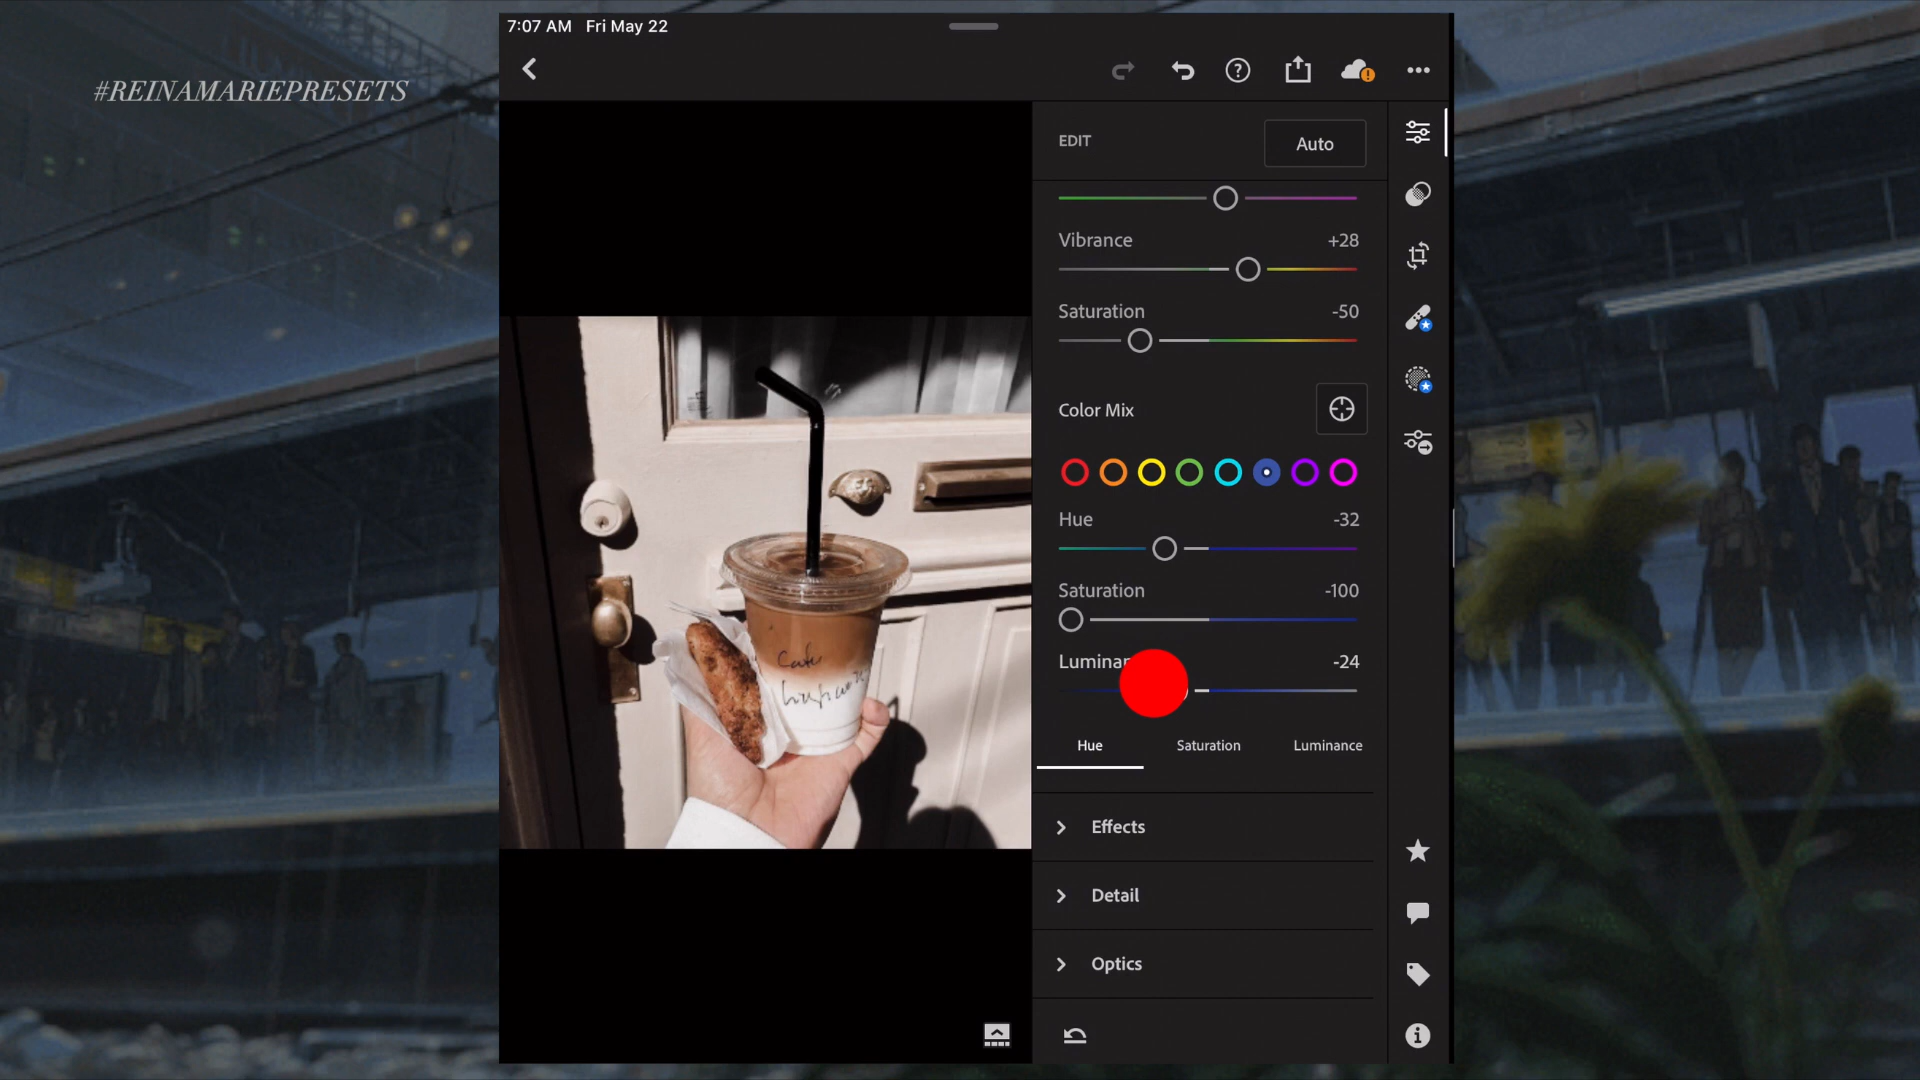 7:07 AM Fri May 22
#REINAMARIEPRESETS
EDIT
Auto
Vibrance +28
Saturation -50
Color Mix
Hue -32
Saturation -100
Luminan -24
Hue Saturation Luminance
Effects
Detail
Optics